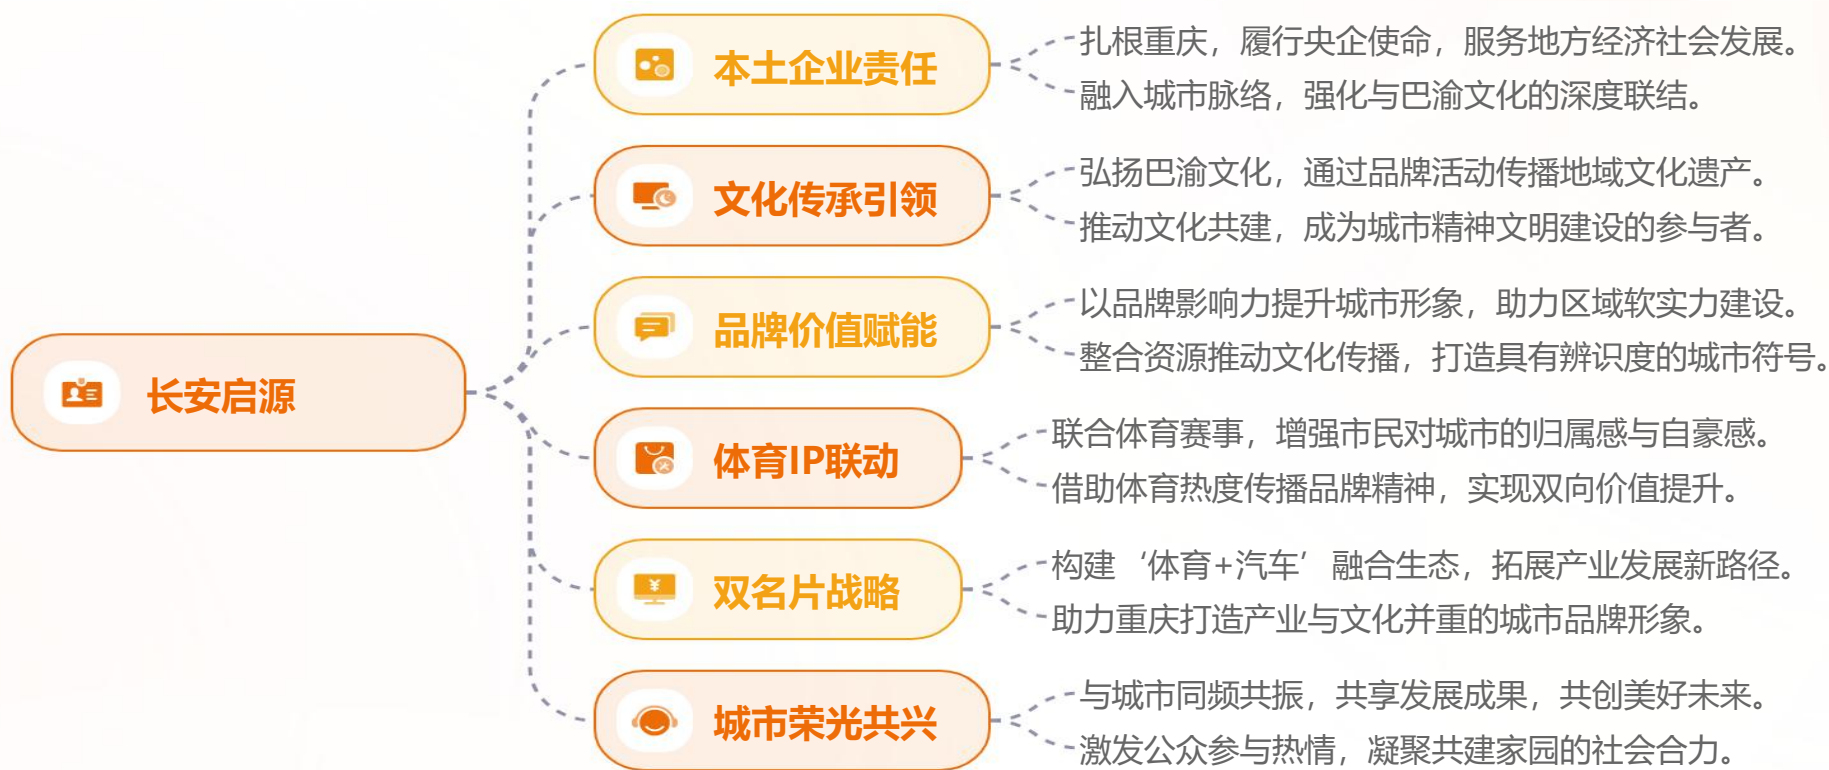 长安启源
本土企业责任
扎根重庆，履行央企使命，服务地方经济社会发展。
融入城市脉络，强化与巴渝文化的深度联结。
文化传承引领
弘扬巴渝文化，通过品牌活动传播地域文化遗产。
推动文化共建，成为城市精神文明建设的参与者。
品牌价值赋能
以品牌影响力提升城市形象，助力区域软实力建设。
整合资源推动文化传播，打造具有辨识度的城市符号。
体育IP联动
联合体育赛事，增强市民对城市的归属感与自豪感。
借助体育热度传播品牌精神，实现双向价值提升。
双名片战略
构建‘体育+汽车’融合生态，拓展产业发展新路径。
助力重庆打造产业与文化并重的城市品牌形象。
城市荣光共兴
与城市同频共振，共享发展成果，共创美好未来。
激发公众参与热情，凝聚共建家园的社会合力。